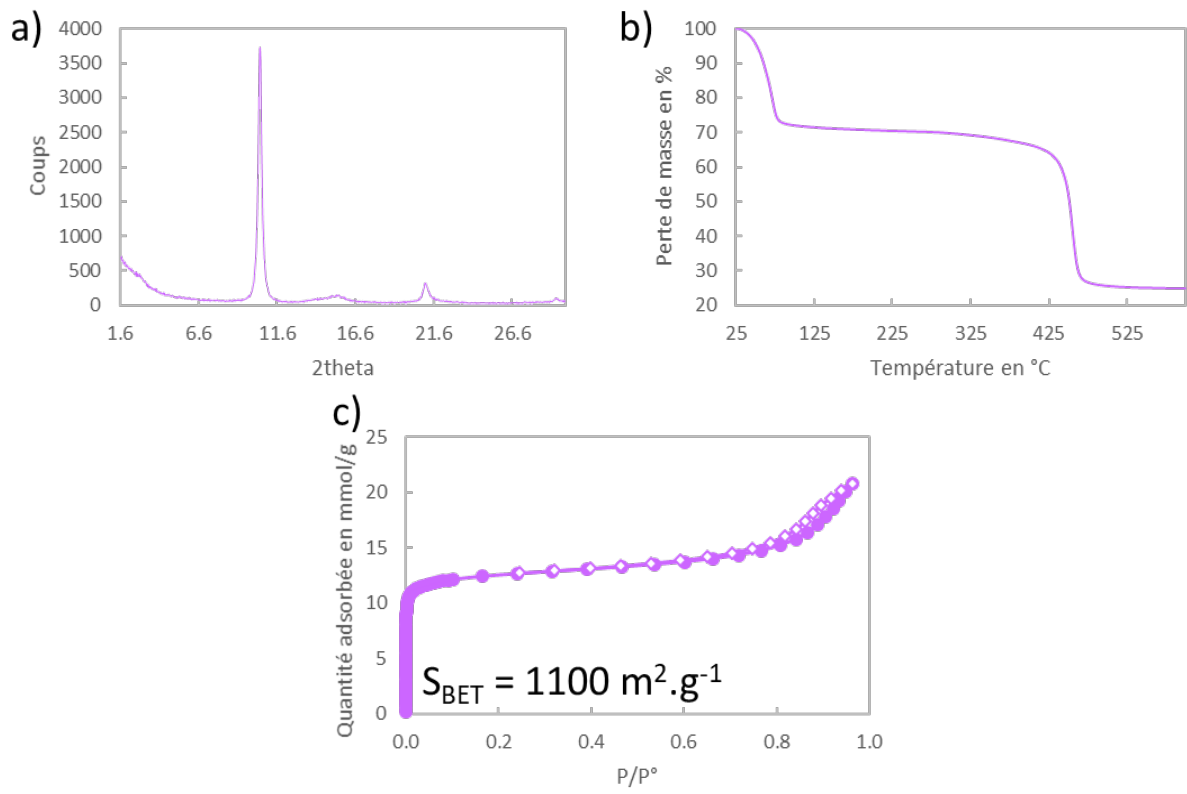 a)
4000
3500
3000
2500
2000
1500
1000
500
0
Coups
1.6 6.6 11.6 16.6 21.6 26.6
2theta
b)
100
90
80
70
60
50
40
30
20
Perte de masse en %
25 125 225 325 425 525
Température en °C
c)
25
20
15
10
5
0
Quantité adsorbée en mmol/g
S_BET = 1100 m².g⁻¹
0.0 0.2 0.4 0.6 0.8 1.0
P/P°